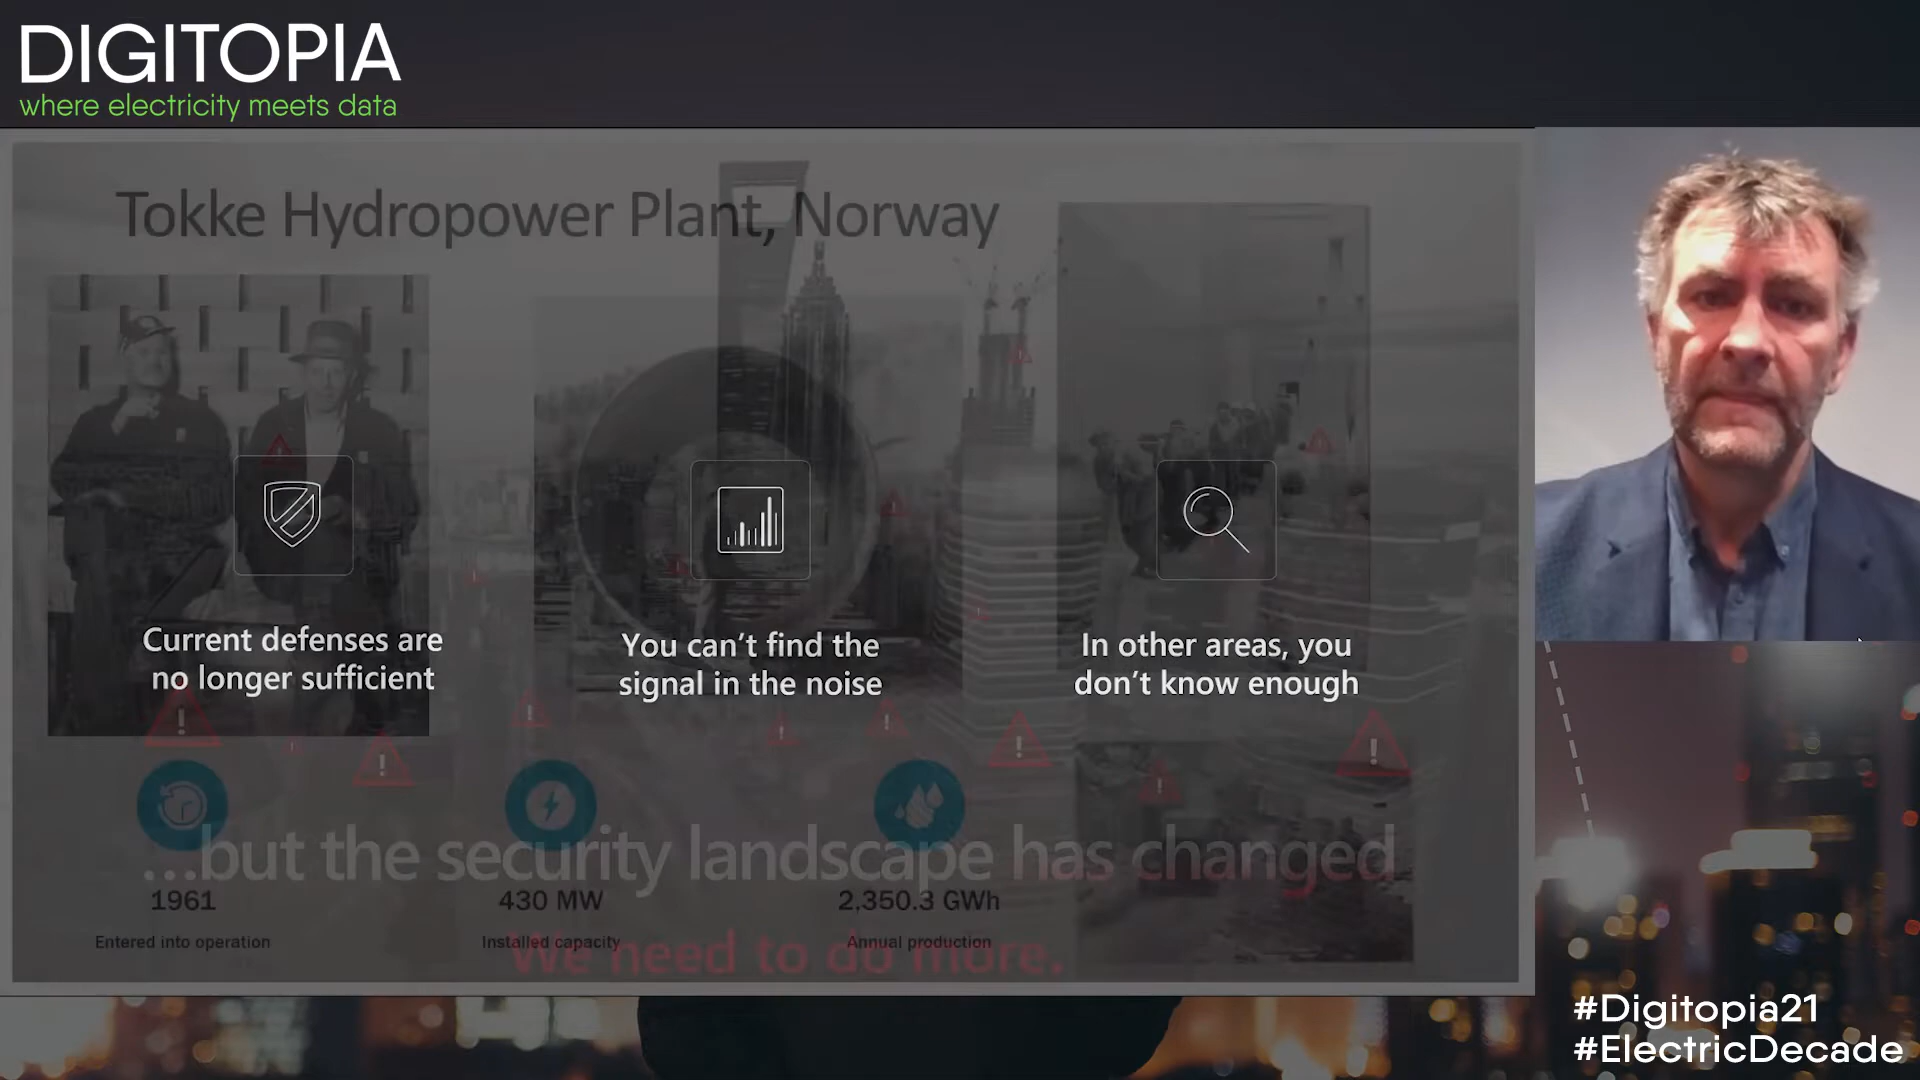 DIGITOPIA
where electricity meets data
Tokke Hydropower Plant, Norway
Current defenses are
no longer sufficient
You can't find the
signal in the noise
In other areas, you
don't know enough
...but the security landscape has changed
1961
430 MW
2,350.3 GWh
Entered into operation
Installed capacity
Annual production
We need to do more.
#Digitopia21
#ElectricDecade